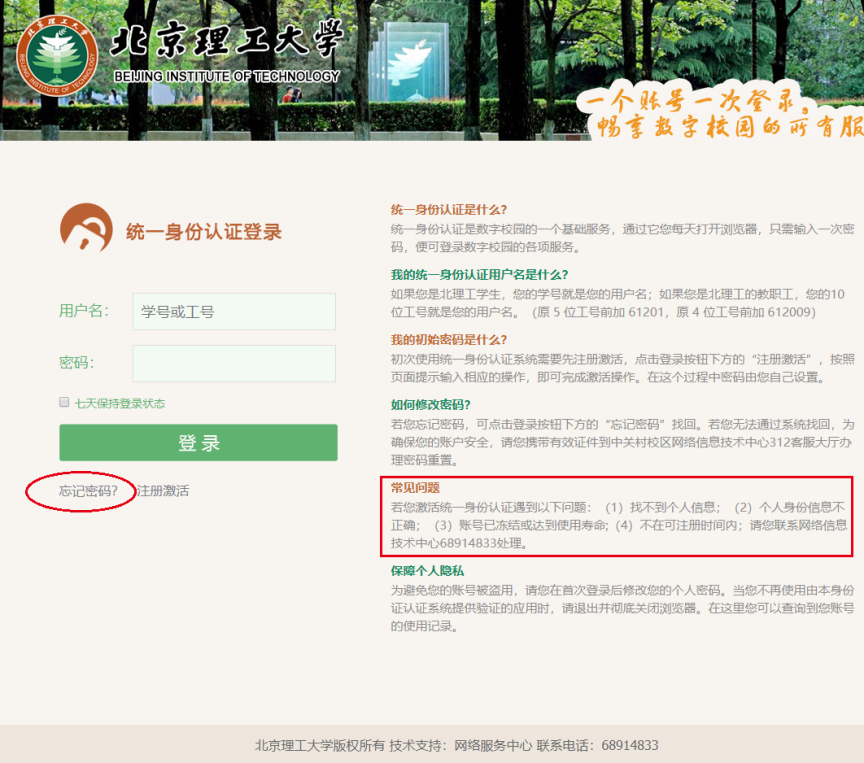 北京理工大學
BEIJING INSTITUTE OF TECHNOLOGY
一个账号一次登录,
畅享数字校园的所有服
统一身份认证登录
用户名:
学号或工号
密码:
七天保持登录状态
登 录
忘记密码?
注册激活
统一身份认证是什么?
统一身份认证是数字校园的一个基础服务，通过它您每天打开浏览器，只需输入一次密
码，便可登录数字校园的各项服务。
我的统一身份认证用户名是什么?
如果您是北理工学生，您的学号就是您的用户名；如果您是北理工的教职工，您的10
位工号就是您的用户名。（原 5 位工号前加 61201，原 4 位工号前加 612009）
我的初始密码是什么?
初次使用统一身份认证系统需要先注册激活，点击登录按钮下方的“注册激活”，按照
页面提示输入相应的操作，即可完成激活操作。在这个过程中密码由您自己设置。
如何修改密码?
若您忘记密码，可点击登录按钮下方的“忘记密码”找回。若您无法通过系统找回，为
确保您的账户安全，请您携带有效证件到中关村校区网络信息技术中心312客服大厅办
理密码重置。
常见问题
若您激活统一身份认证遇到以下问题：（1）找不到个人信息；（2）个人身份信息不
正确；（3）账号已冻结或达到使用寿命;（4）不在可注册时间内；请您联系网络信息
技术中心68914833处理。
保障个人隐私
为避免您的账号被盗用，请您在首次登录后修改您的个人密码。当您不再使用由本身份
证认证系统提供验证的应用时，请退出并彻底关闭浏览器。在这里您可以查询到您账号
的使用记录。
北京理工大学版权所有 技术支持：网络服务中心 联系电话：68914833